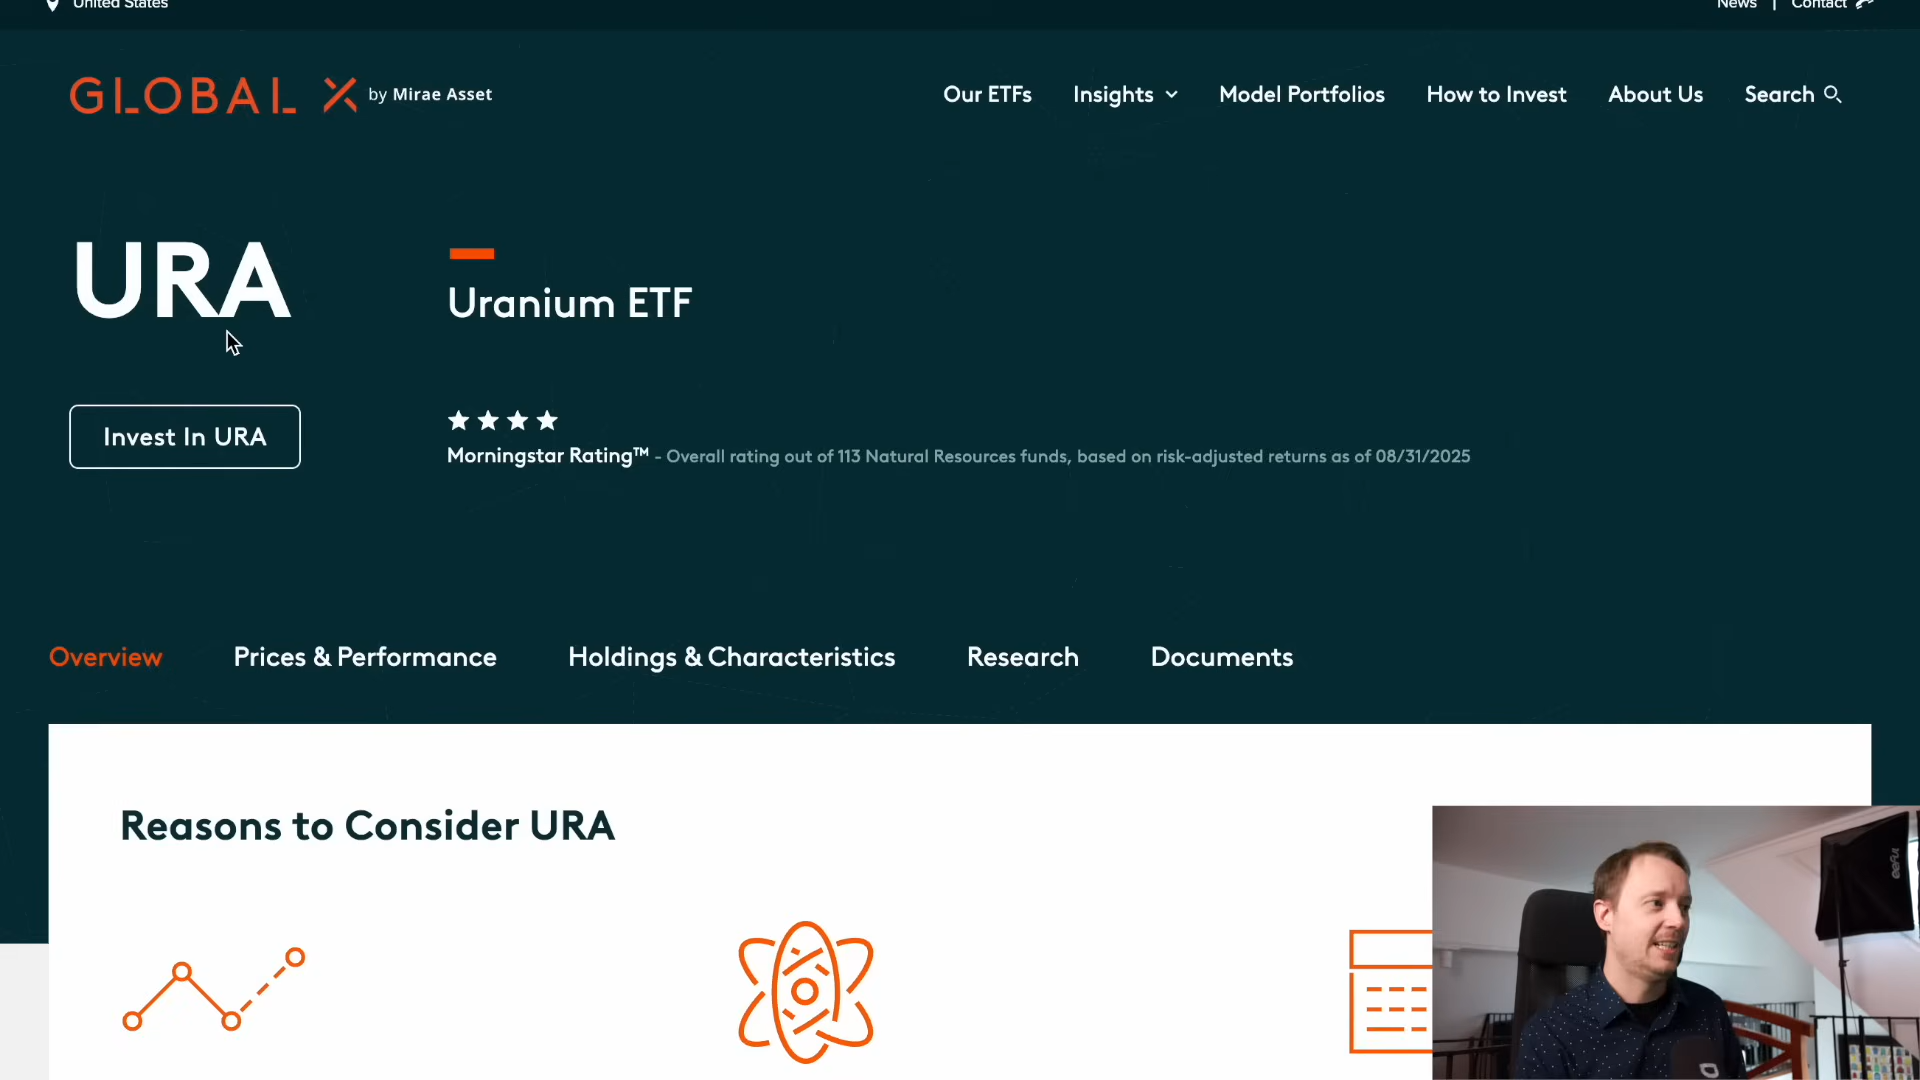 United States
News | Contact
GLOBAL X by Mirae Asset
Our ETFs
Insights
Model Portfolios
How to Invest
About Us
Search
URA
Uranium ETF
Invest In URA
Morningstar Rating™ - Overall rating out of 113 Natural Resources funds, based on risk-adjusted returns as of 08/31/2025
Overview
Prices & Performance
Holdings & Characteristics
Research
Documents
Reasons to Consider URA